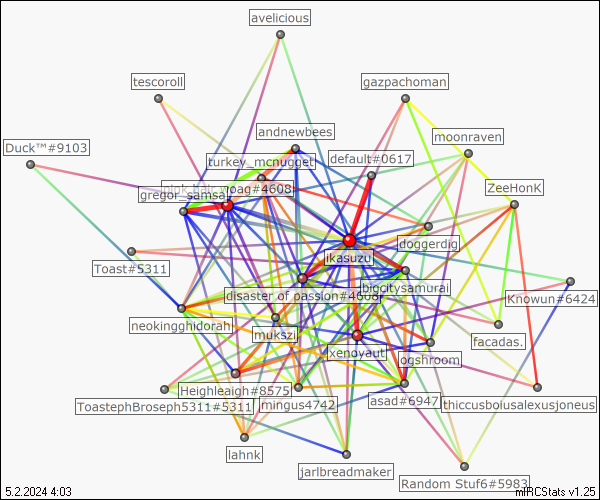 avelicious
tescoroll
gazpachoman
andnewbees
moonraven
Duck™#9103
turkey_mcnugget
default#0617
gregor_samsa
#4608
ZeeHonK
doggerdig
ikasuzu
Toast#5311
bigcitysamurai
disaster of passion#4608
Knowun#6424
neokingghidorah
mukszi
facadas.
xenovaut
ogshroom
Heighleaigh#8575
ToastephBroseph5311#5311
mingus4742
asad#6947
thiccusboiusalexusjoneus
lahnk
jarlbreadmaker
Random Stuf6#5983
5.2.2024 4:03
mIRCStats v1.25